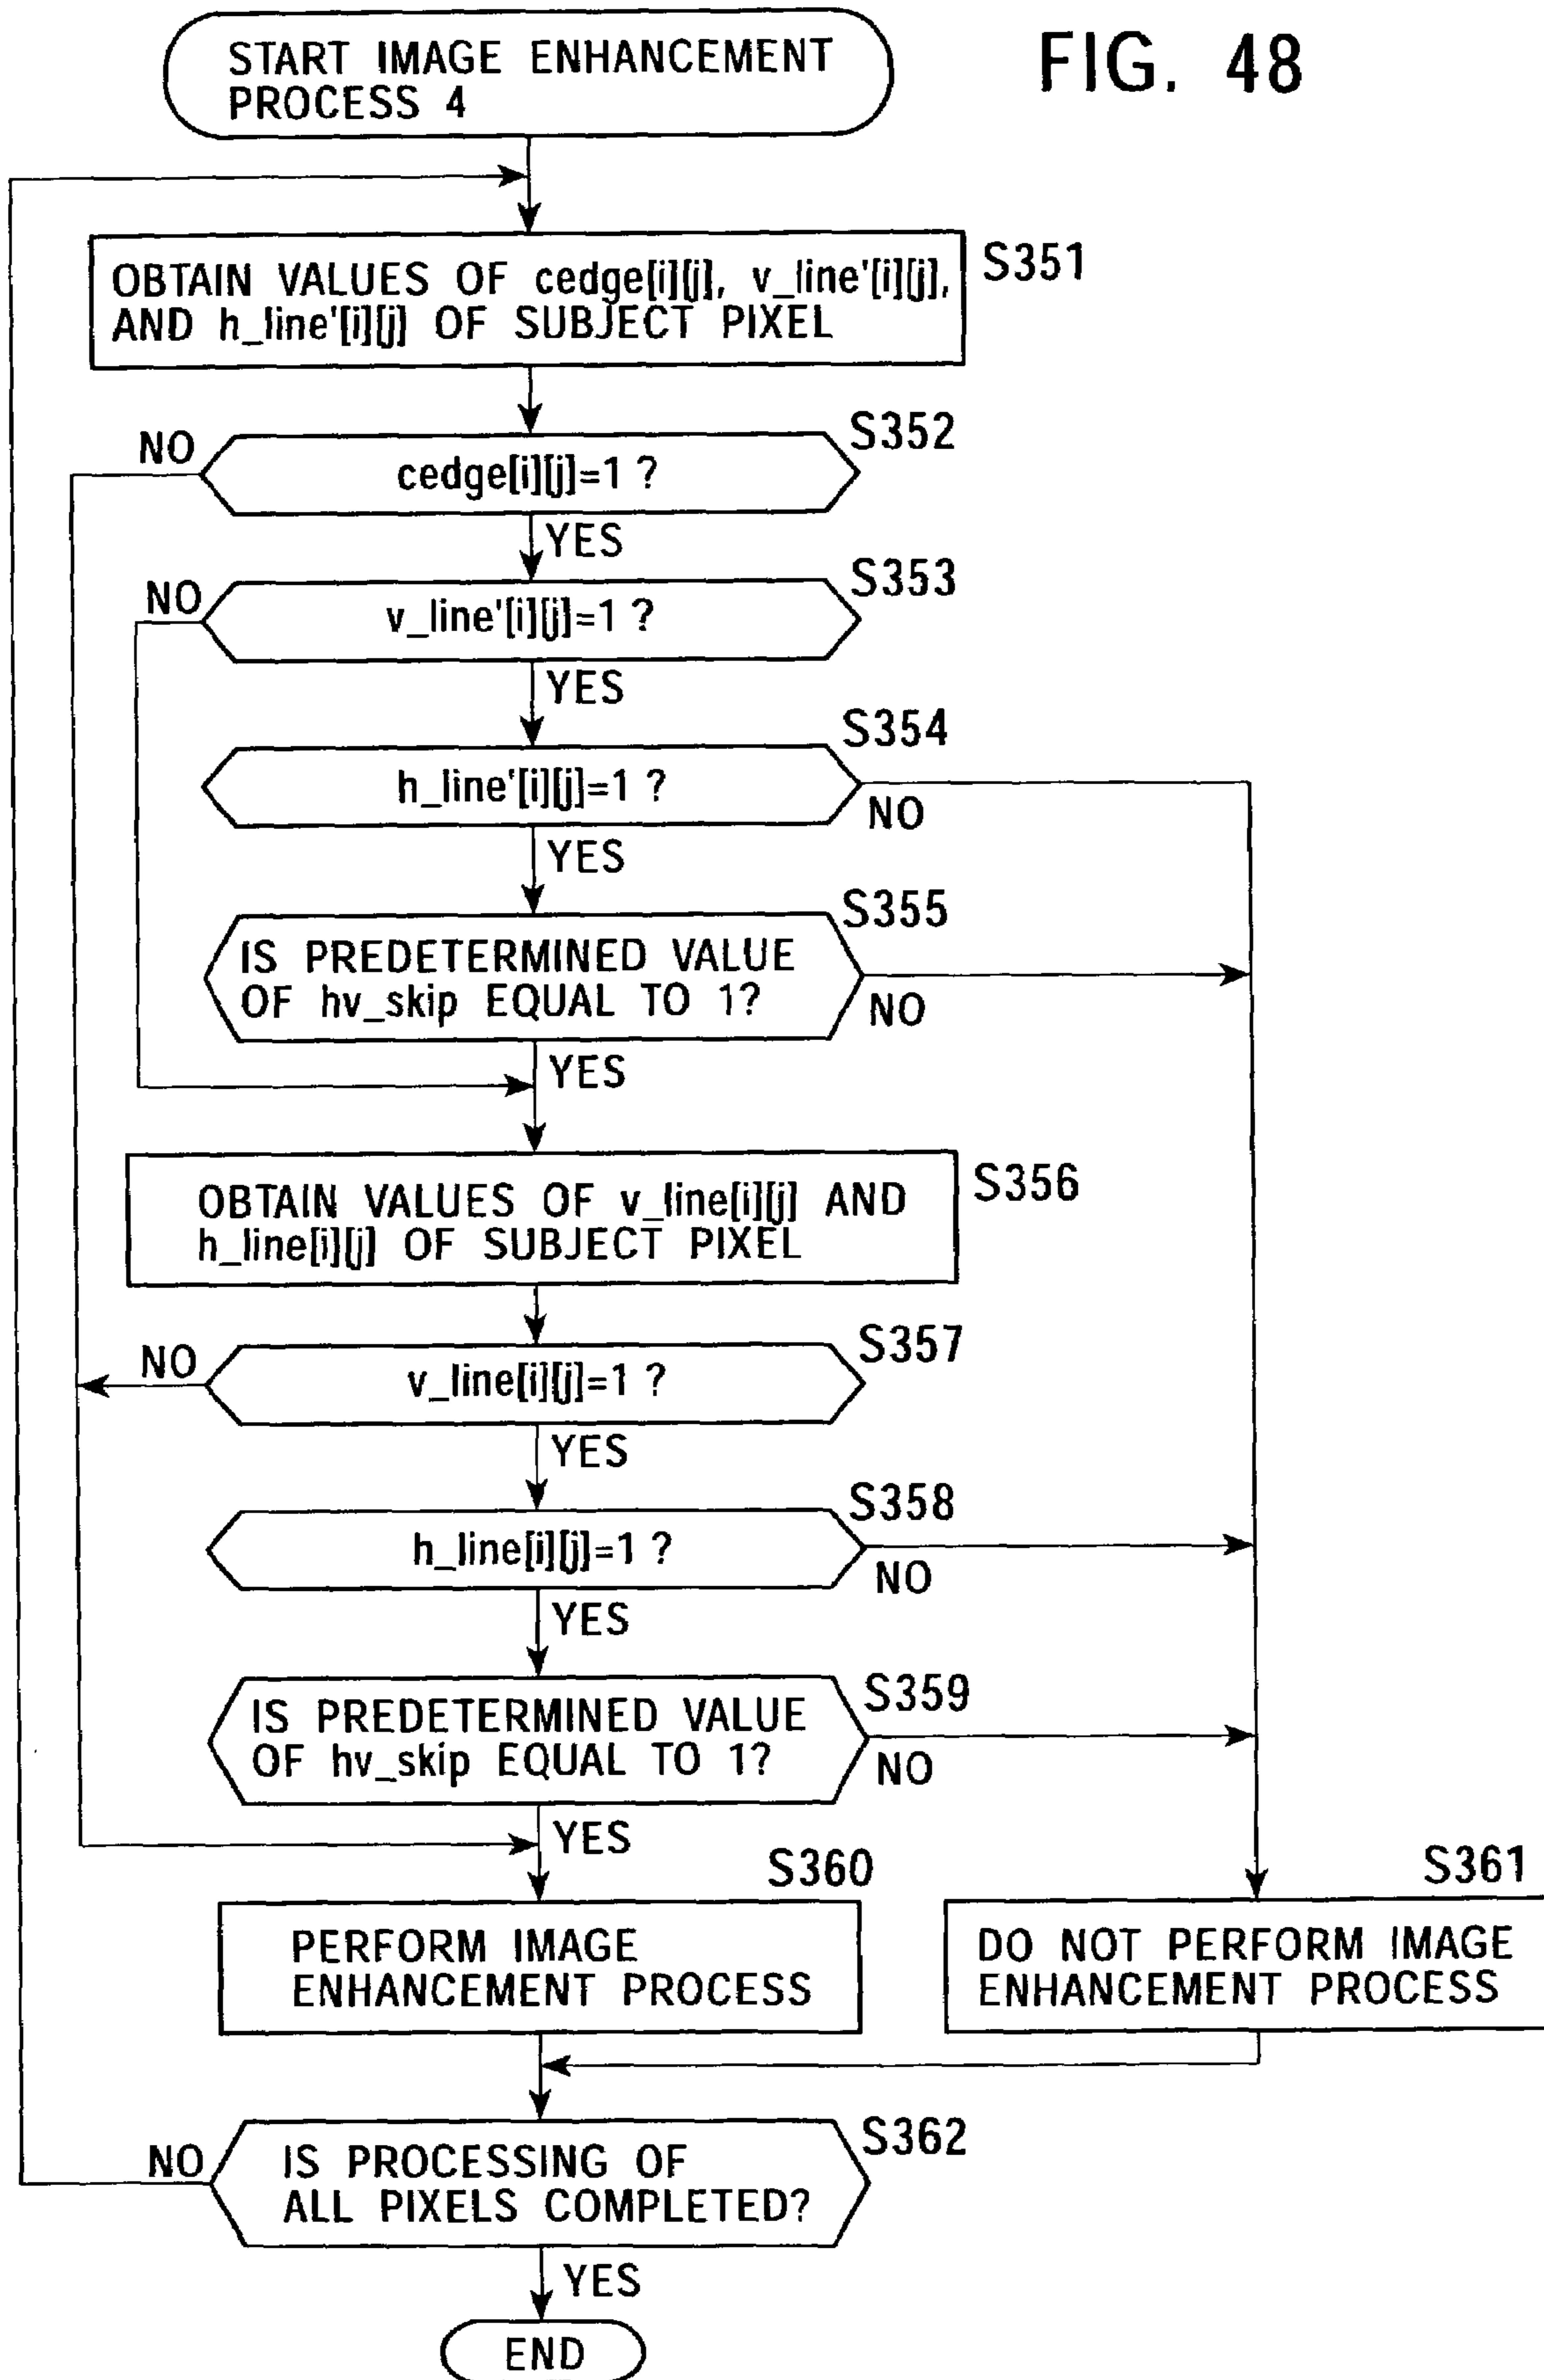 START IMAGE ENHANCEMENT
PROCESS 4
FIG. 48
OBTAIN VALUES OF cedge[i][j], v_line'[i][j],
AND h_line'[i][j] OF SUBJECT PIXEL
S351
S352
NO
cedge[i][j]=1 ?
YES
S353
NO
v_line'[i][j]=1 ?
YES
S354
h_line'[i][j]=1 ?
NO
YES
S355
IS PREDETERMINED VALUE
OF hv_skip EQUAL TO 1?
NO
YES
S356
OBTAIN VALUES OF v_line[i][j] AND
h_line[i][j] OF SUBJECT PIXEL
S357
NO
v_line[i][j]=1 ?
YES
S358
h_line[i][j]=1 ?
NO
YES
S359
IS PREDETERMINED VALUE
OF hv_skip EQUAL TO 1?
NO
YES
S360
PERFORM IMAGE
ENHANCEMENT PROCESS
S361
DO NOT PERFORM IMAGE
ENHANCEMENT PROCESS
S362
NO
IS PROCESSING OF
ALL PIXELS COMPLETED?
YES
END